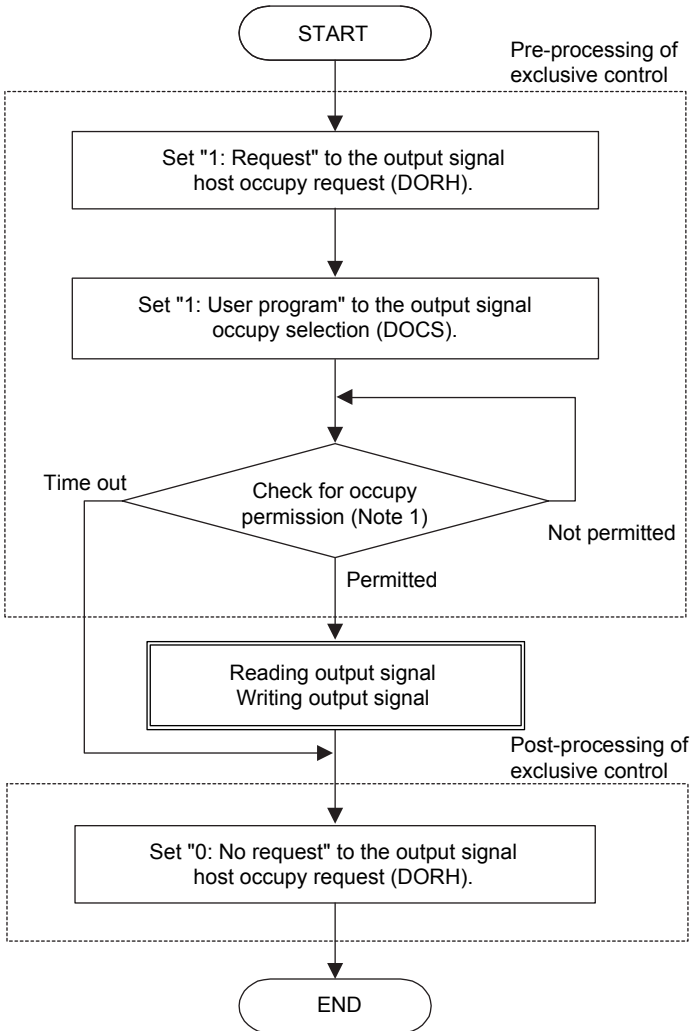 START
Pre-processing of
exclusive control
Set "1: Request" to the output signal
host occupy request (DORH).
Set "1: User program" to the output signal
occupy selection (DOCS).
Time out
Check for occupy
permission (Note 1)
Not permitted
Permitted
Reading output signal
Writing output signal
Post-processing of
exclusive control
Set "0: No request" to the output signal
host occupy request (DORH).
END